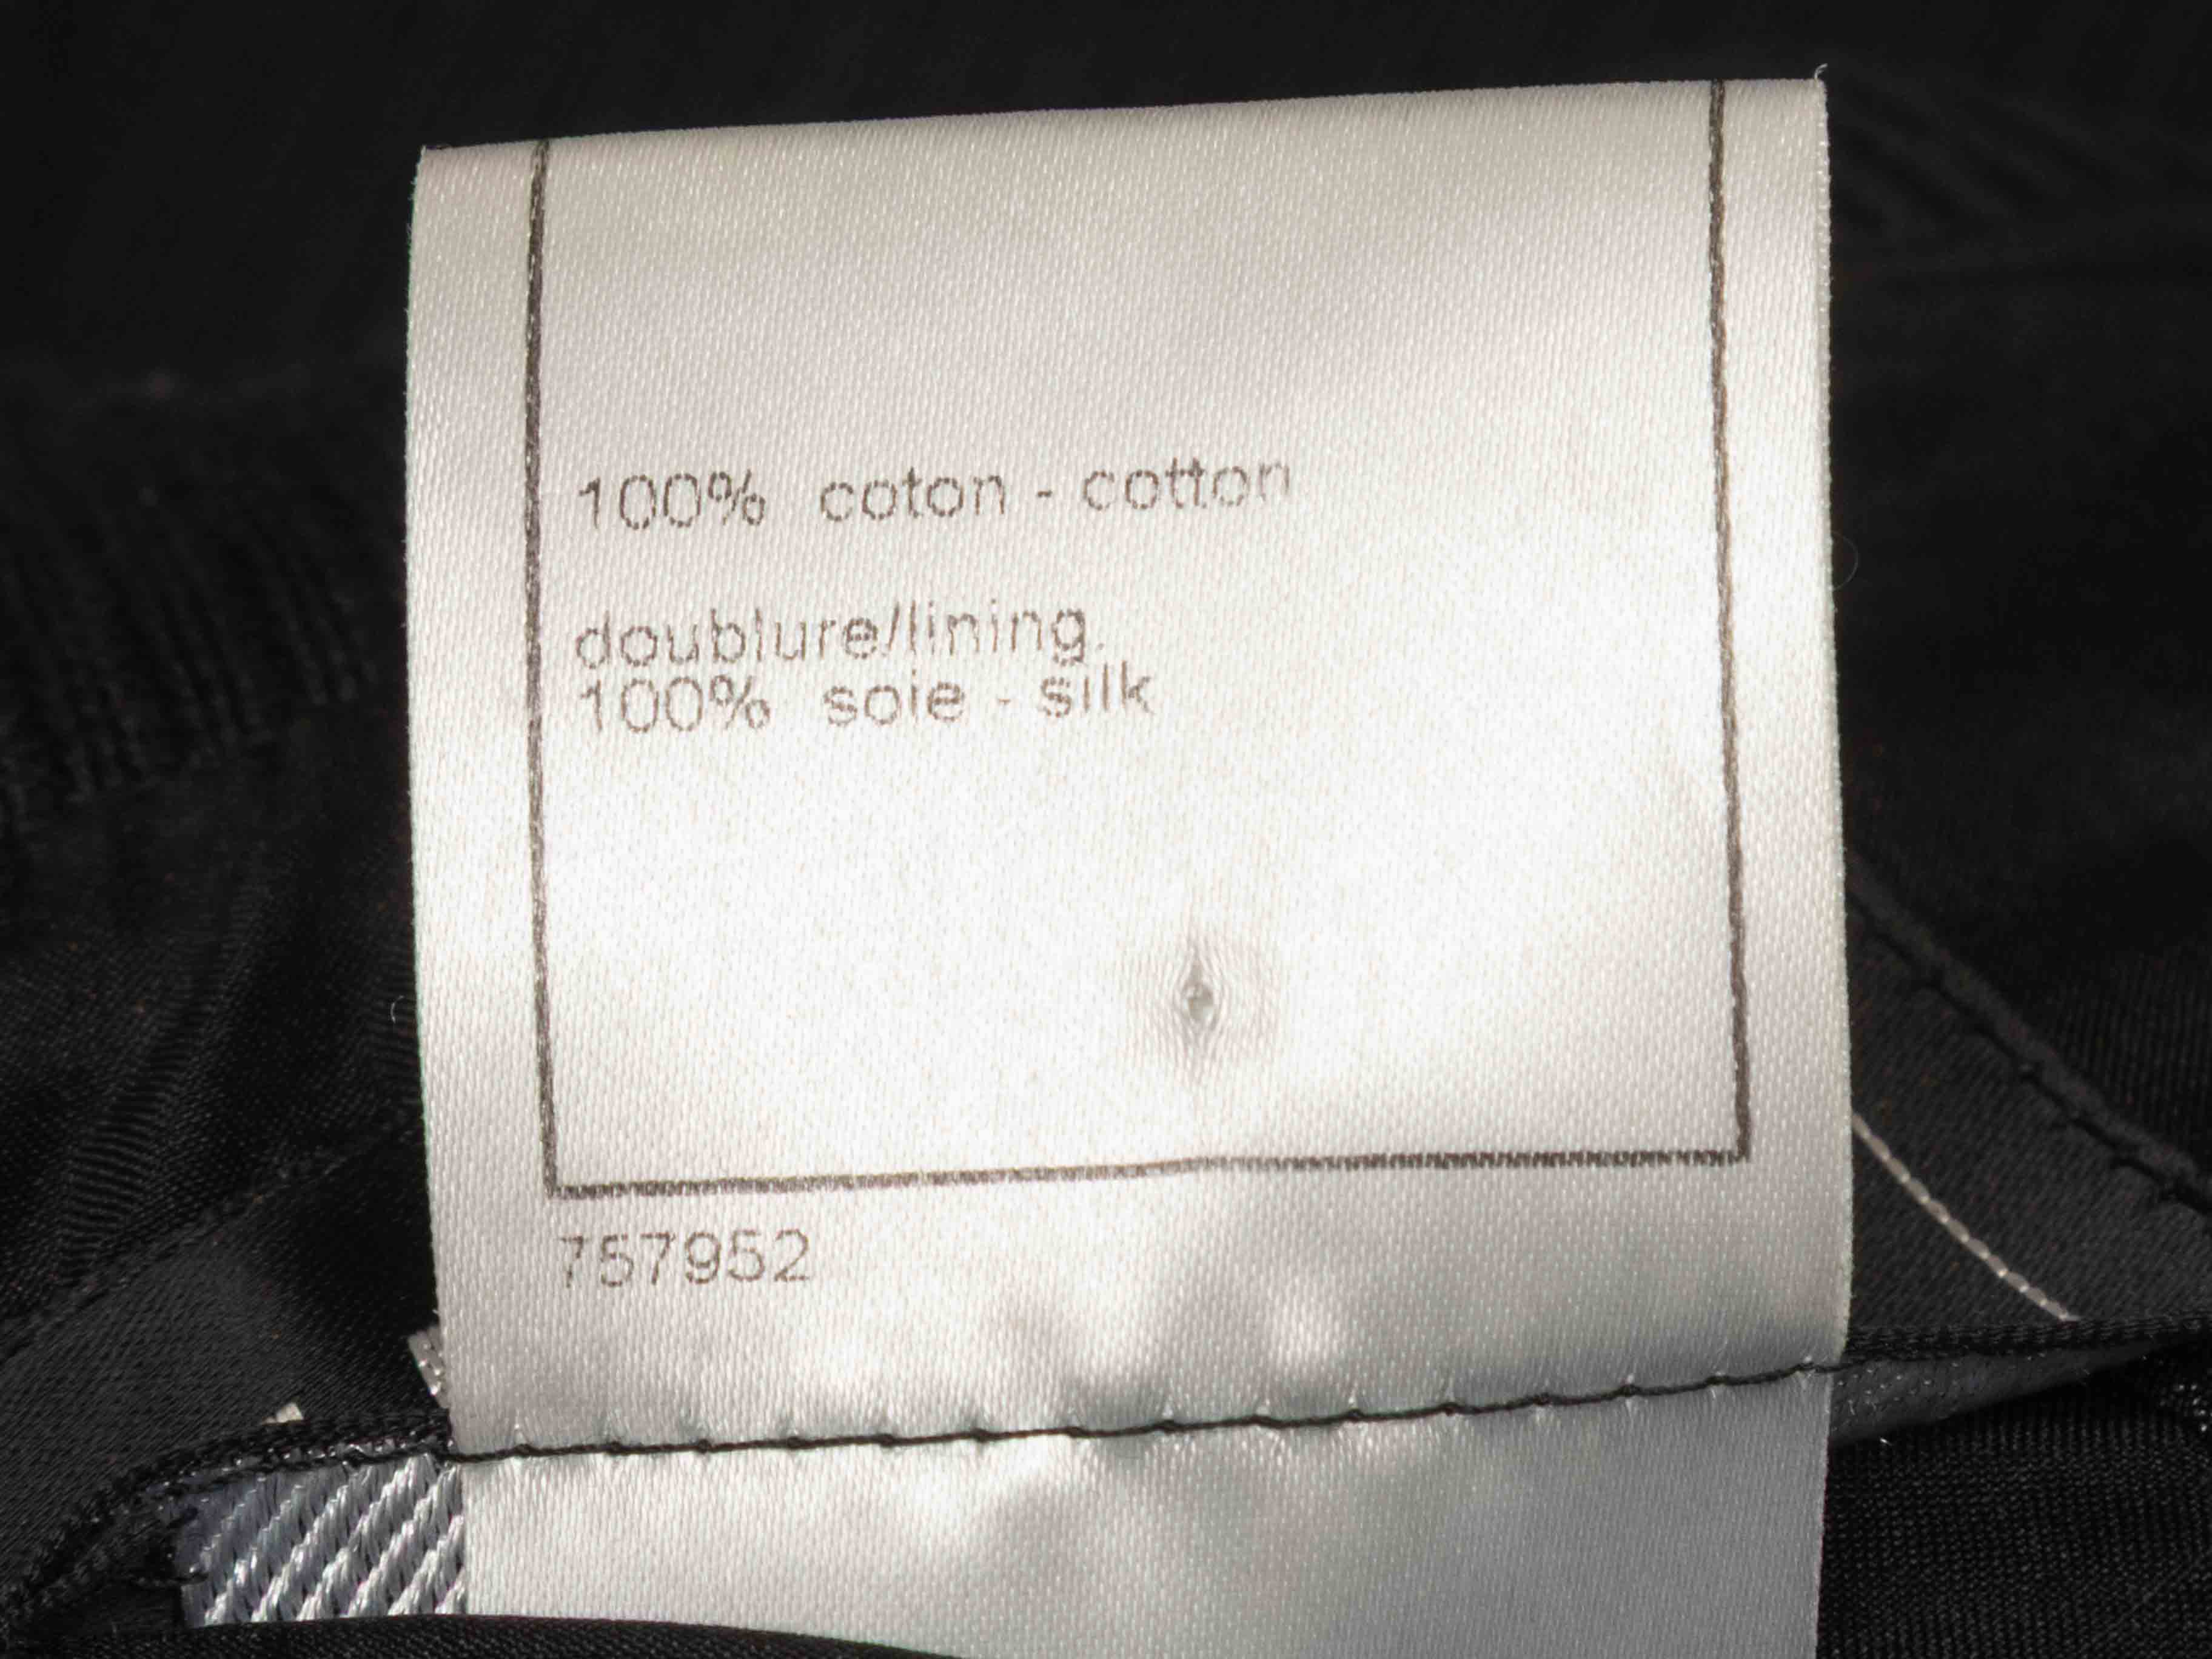 100% coton - cotton
doublure/lining.
100% soie - silk
757952